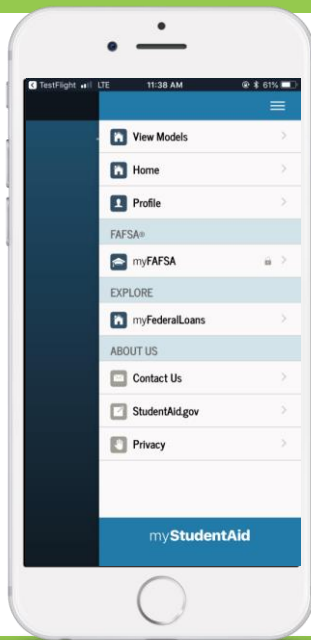 TestFlight LTE 11:38 AM 61%
View Models
Home
Profile
FAFSA®
myFAFSA
EXPLORE
myFederalLoans
ABOUT US
Contact Us
StudentAid.gov
Privacy
myStudentAid